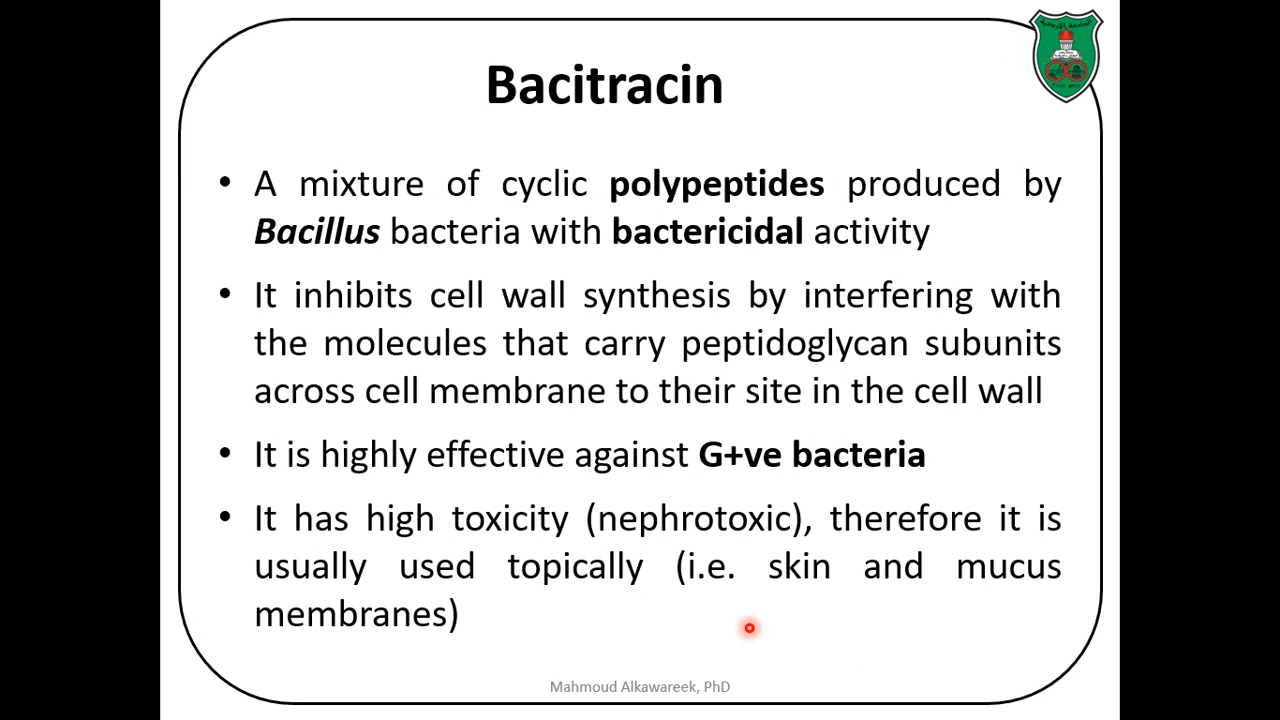 Bacitracin
• A mixture of cyclic polypeptides produced by
Bacillus bacteria with bactericidal activity
• It inhibits cell wall synthesis by interfering with
the molecules that carry peptidoglycan subunits
across cell membrane to their site in the cell wall
• It is highly effective against G+ve bacteria
• It has high toxicity (nephrotoxic), therefore it is
usually used topically (i.e. skin and mucus
membranes)
Mahmoud Alkawareek, PhD